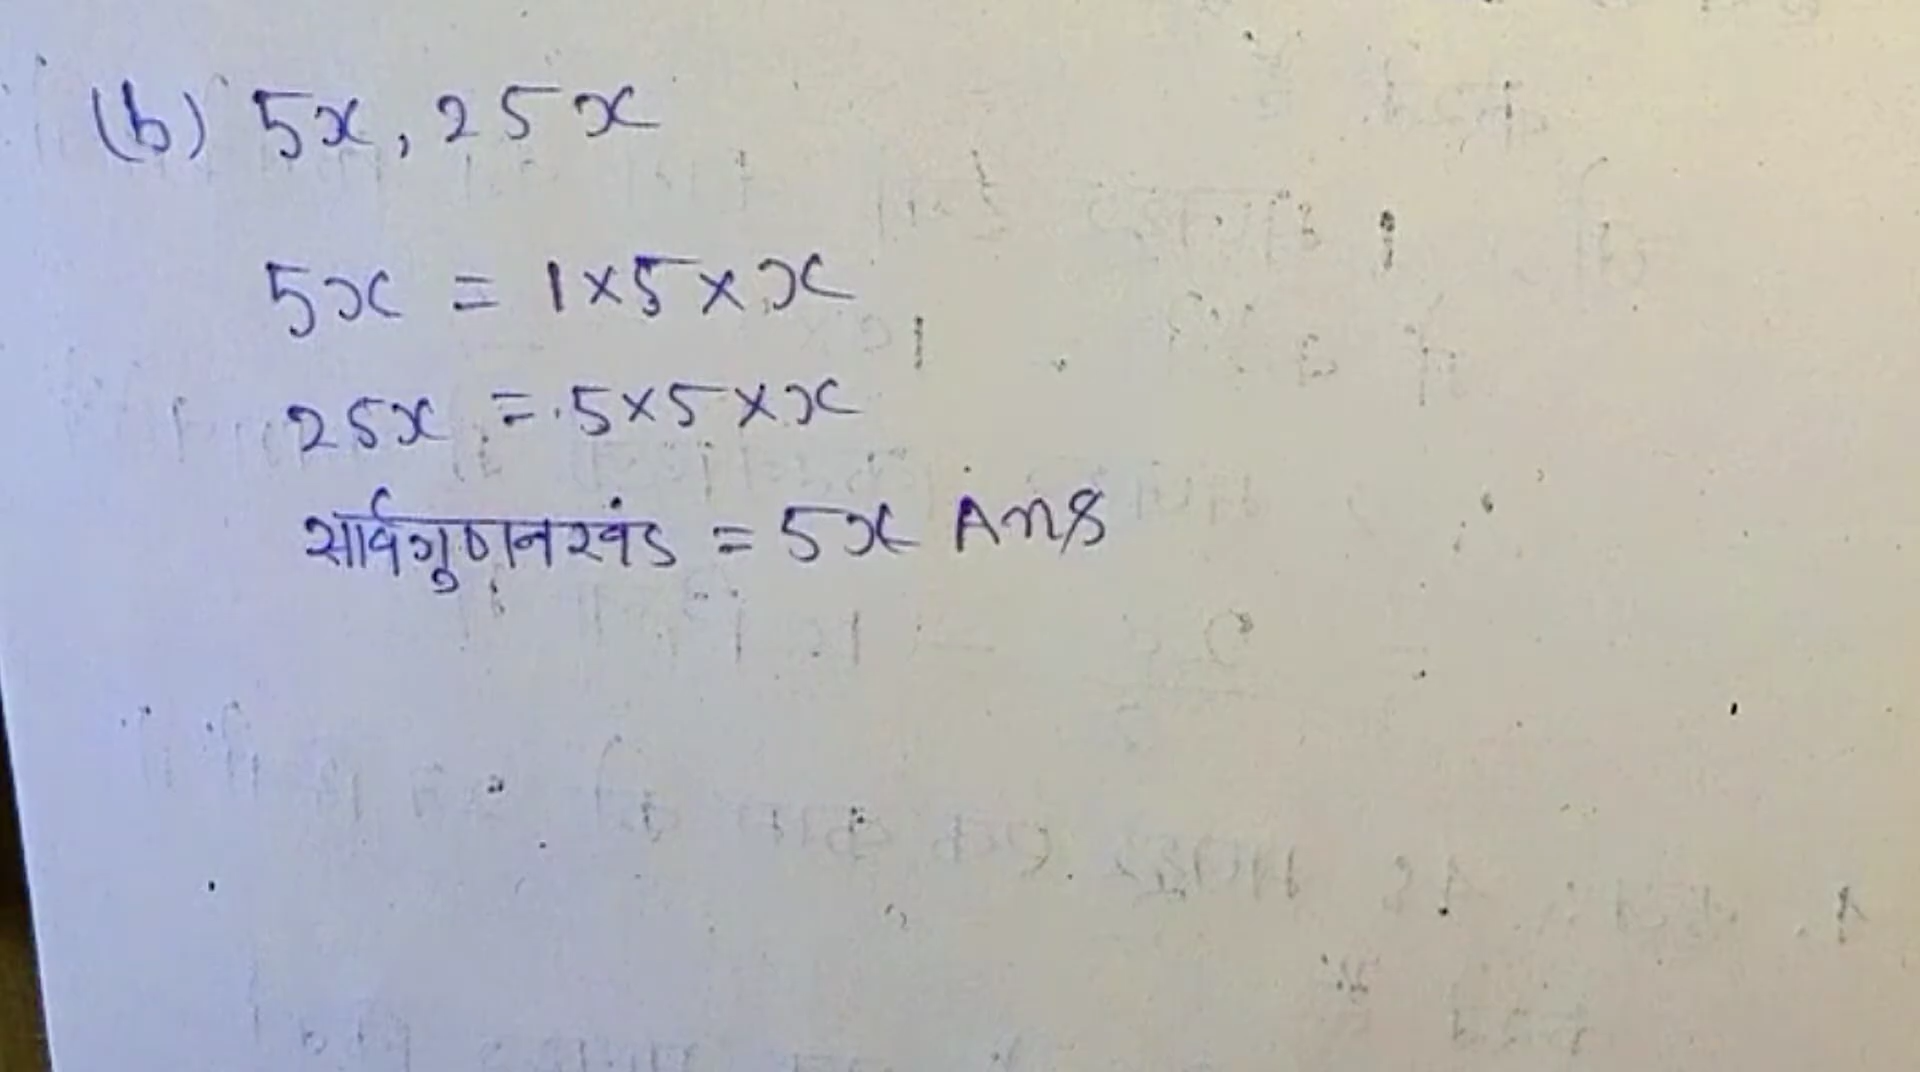 (b) 5x, 25x
5x = 1×5×x
25x = 5×5×x
सार्वगुणनखंड = 5x Ans